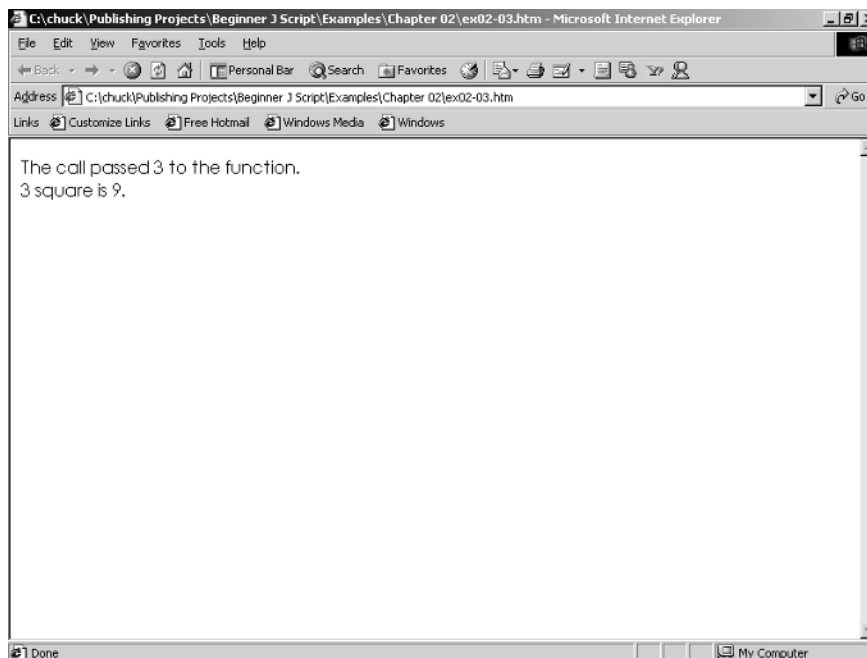 C:\chuck\Publishing Projects\Beginner J Script\Examples\Chapter 02\ex02-03.htm - Microsoft Internet Explorer
File Edit View Favorites Tools Help
Back Personal Bar Search Favorites
Address C:\chuck\Publishing Projects\Beginner J Script\Examples\Chapter 02\ex02-03.htm Go
Links Customize Links Free Hotmail Windows Media Windows
The call passed 3 to the function.
3 square is 9.
Done My Computer